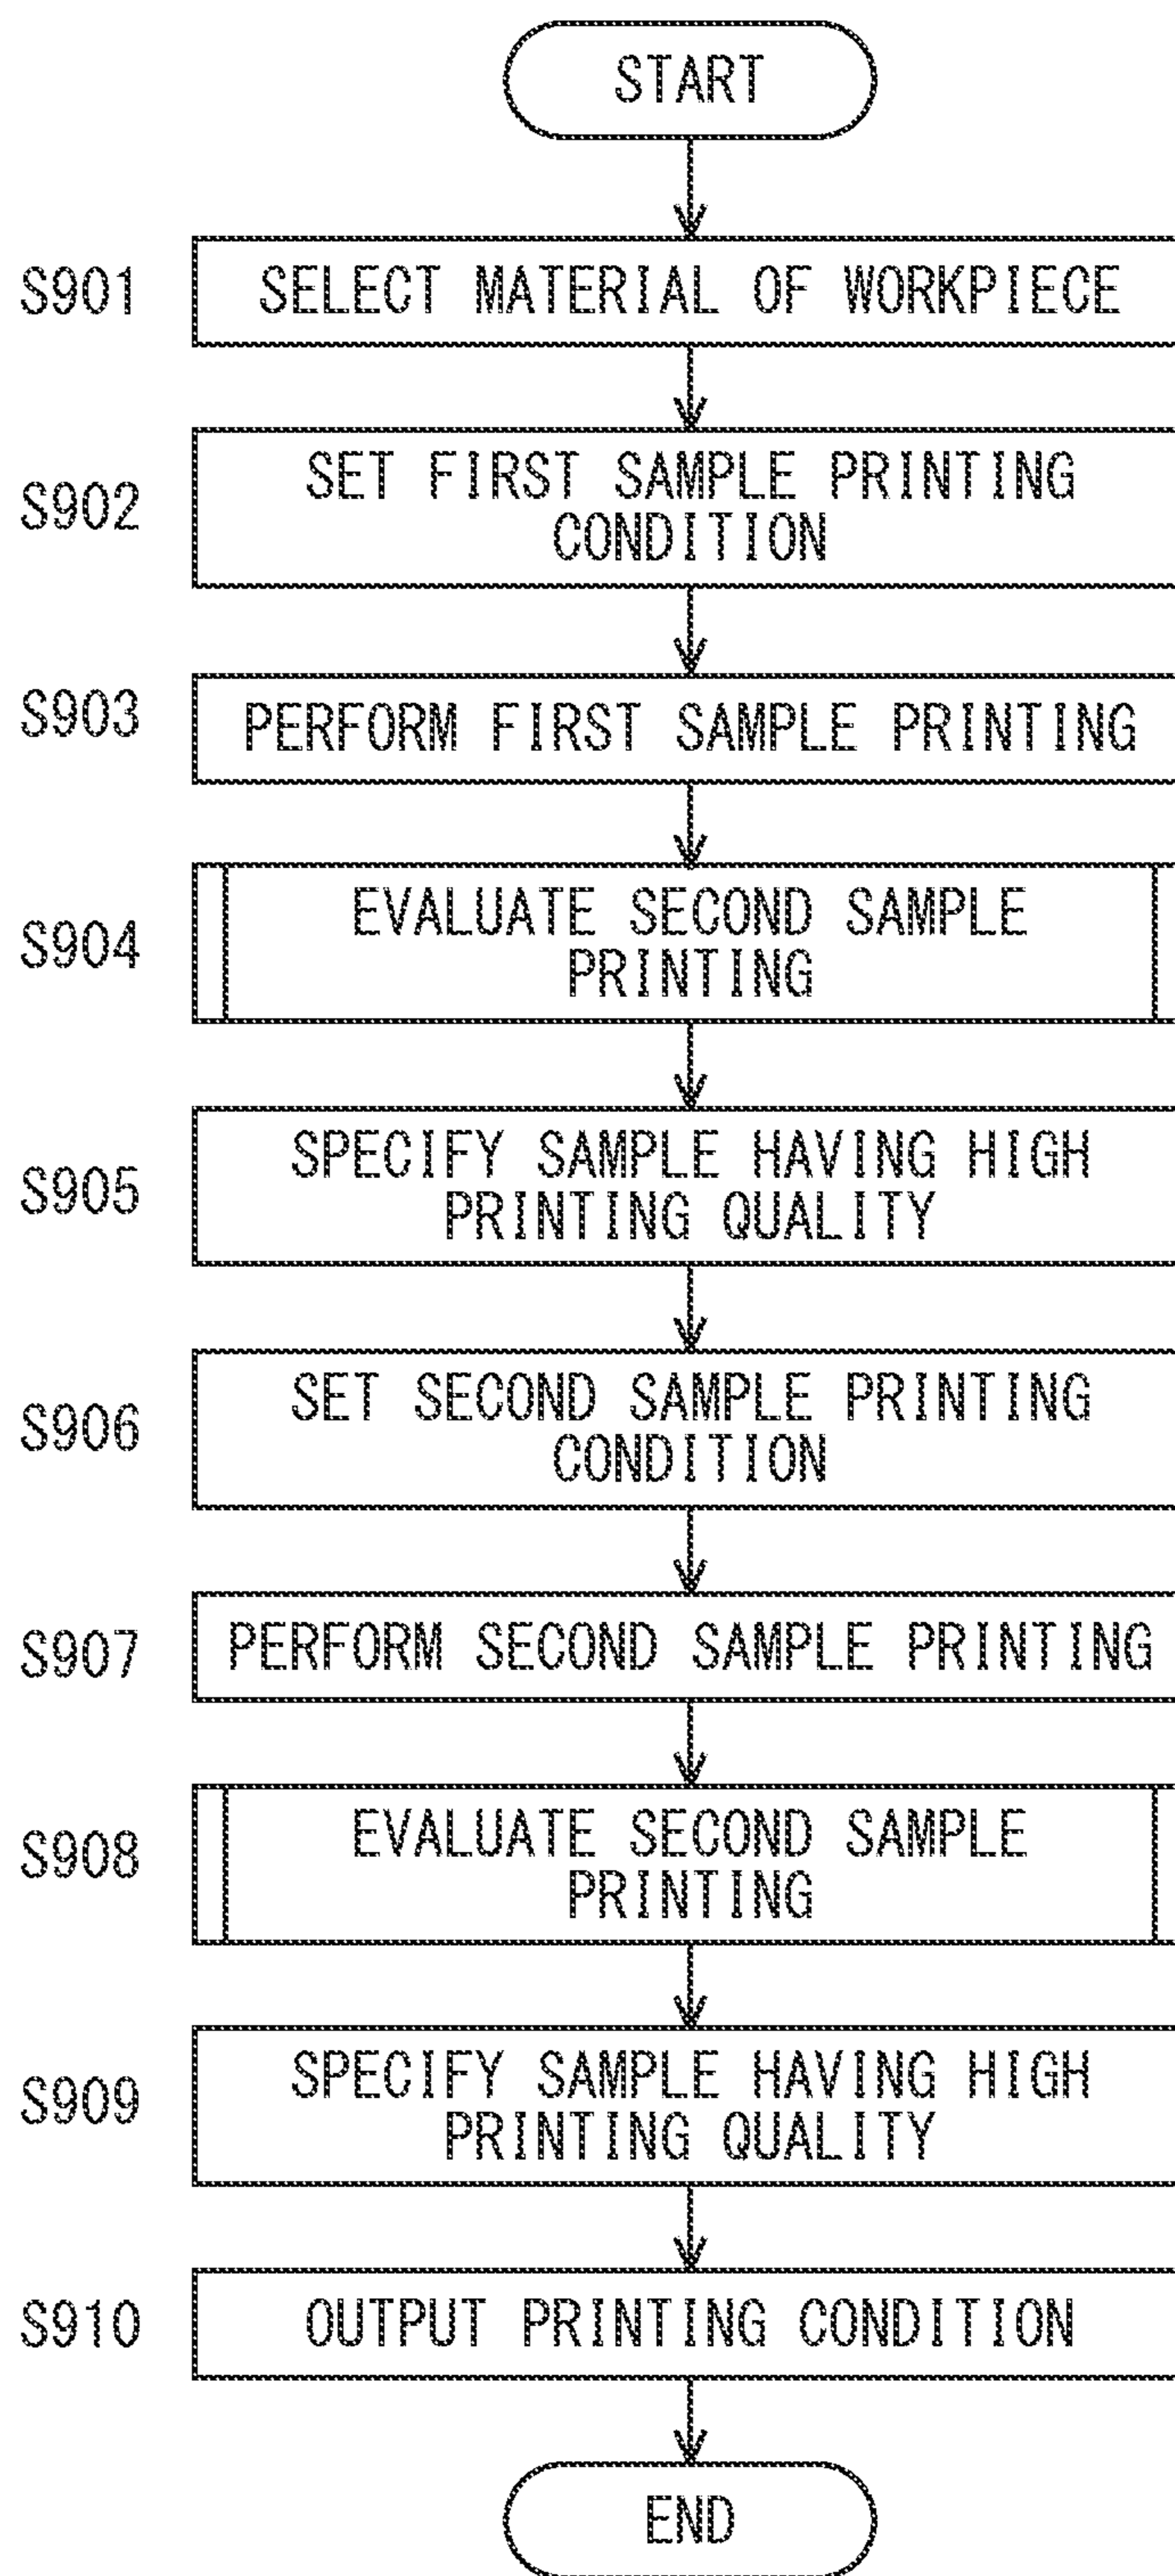 START
S901
SELECT MATERIAL OF WORKPIECE
S902
SET FIRST SAMPLE PRINTING
CONDITION
S903
PERFORM FIRST SAMPLE PRINTING
S904
EVALUATE SECOND SAMPLE
PRINTING
S905
SPECIFY SAMPLE HAVING HIGH
PRINTING QUALITY
S906
SET SECOND SAMPLE PRINTING
CONDITION
S907
PERFORM SECOND SAMPLE PRINTING
S908
EVALUATE SECOND SAMPLE
PRINTING
S909
SPECIFY SAMPLE HAVING HIGH
PRINTING QUALITY
S910
OUTPUT PRINTING CONDITION
END